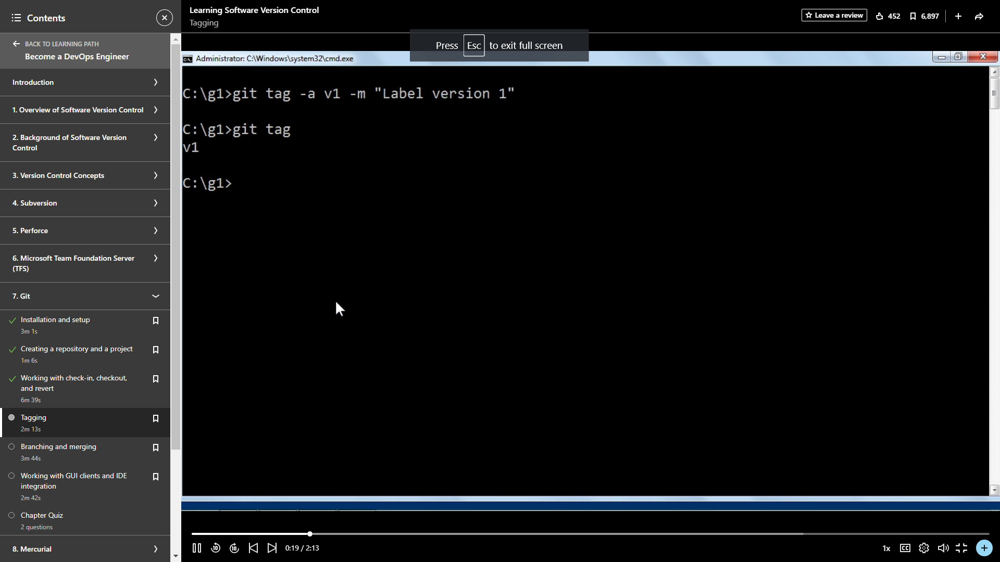 Contents
BACK TO LEARNING PATH
Become a DevOps Engineer
Introduction
1. Overview of Software Version Control
2. Background of Software Version
Control
3. Version Control Concepts
4. Subversion
5. Perforce
6. Microsoft Team Foundation Server
(TFS)
7. Git
Installation and setup
3m 1s
Creating a repository and a project
1m 6s
Working with check-in, checkout,
and revert
6m 39s
Tagging
2m 13s
Branching and merging
3m 44s
Working with GUI clients and IDE
integration
2m 42s
Chapter Quiz
2 questions
8. Mercurial
Learning Software Version Control
Tagging
Leave a review
452
6,897
Press Esc to exit full screen
Administrator: C:\Windows\system32\cmd.exe
C:\g1>git tag -a v1 -m "Label version 1"
C:\g1>git tag
v1
C:\g1>
10
10
0:19 / 2:13
1x
CC